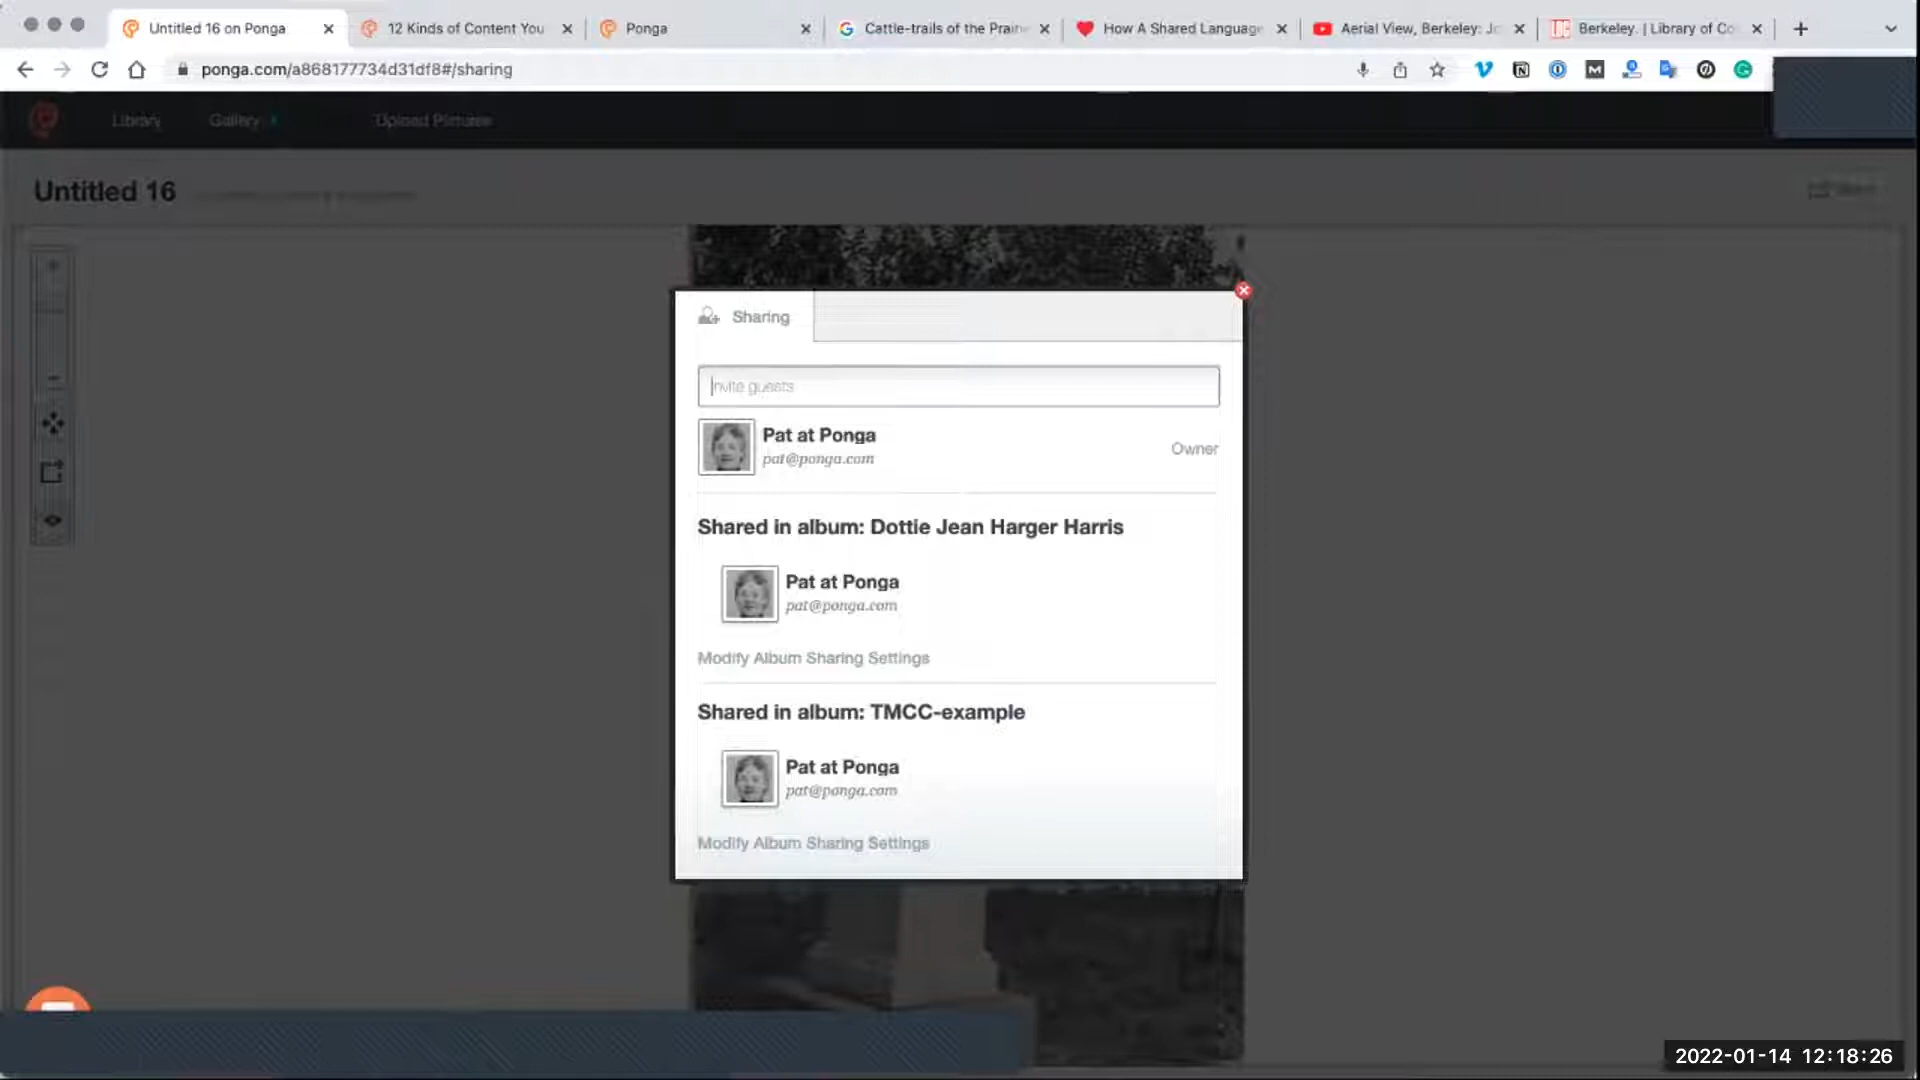 Untitled 16 on Ponga
12 Kinds of Content You
Ponga
Cattle-trails of the Prairie
How A Shared Language
Aerial View, Berkeley: Jo
Berkeley. | Library of Co
ponga.com/a868177734d31df8#/sharing
Library Gallery Upload Pictures
Untitled 16
Sharing
Invite guests
Pat at Ponga
pat@ponga.com
Owner
Shared in album: Dottie Jean Harger Harris
Pat at Ponga
pat@ponga.com
Modify Album Sharing Settings
Shared in album: TMCC-example
Pat at Ponga
pat@ponga.com
Modify Album Sharing Settings
2022-01-14 12:18:26